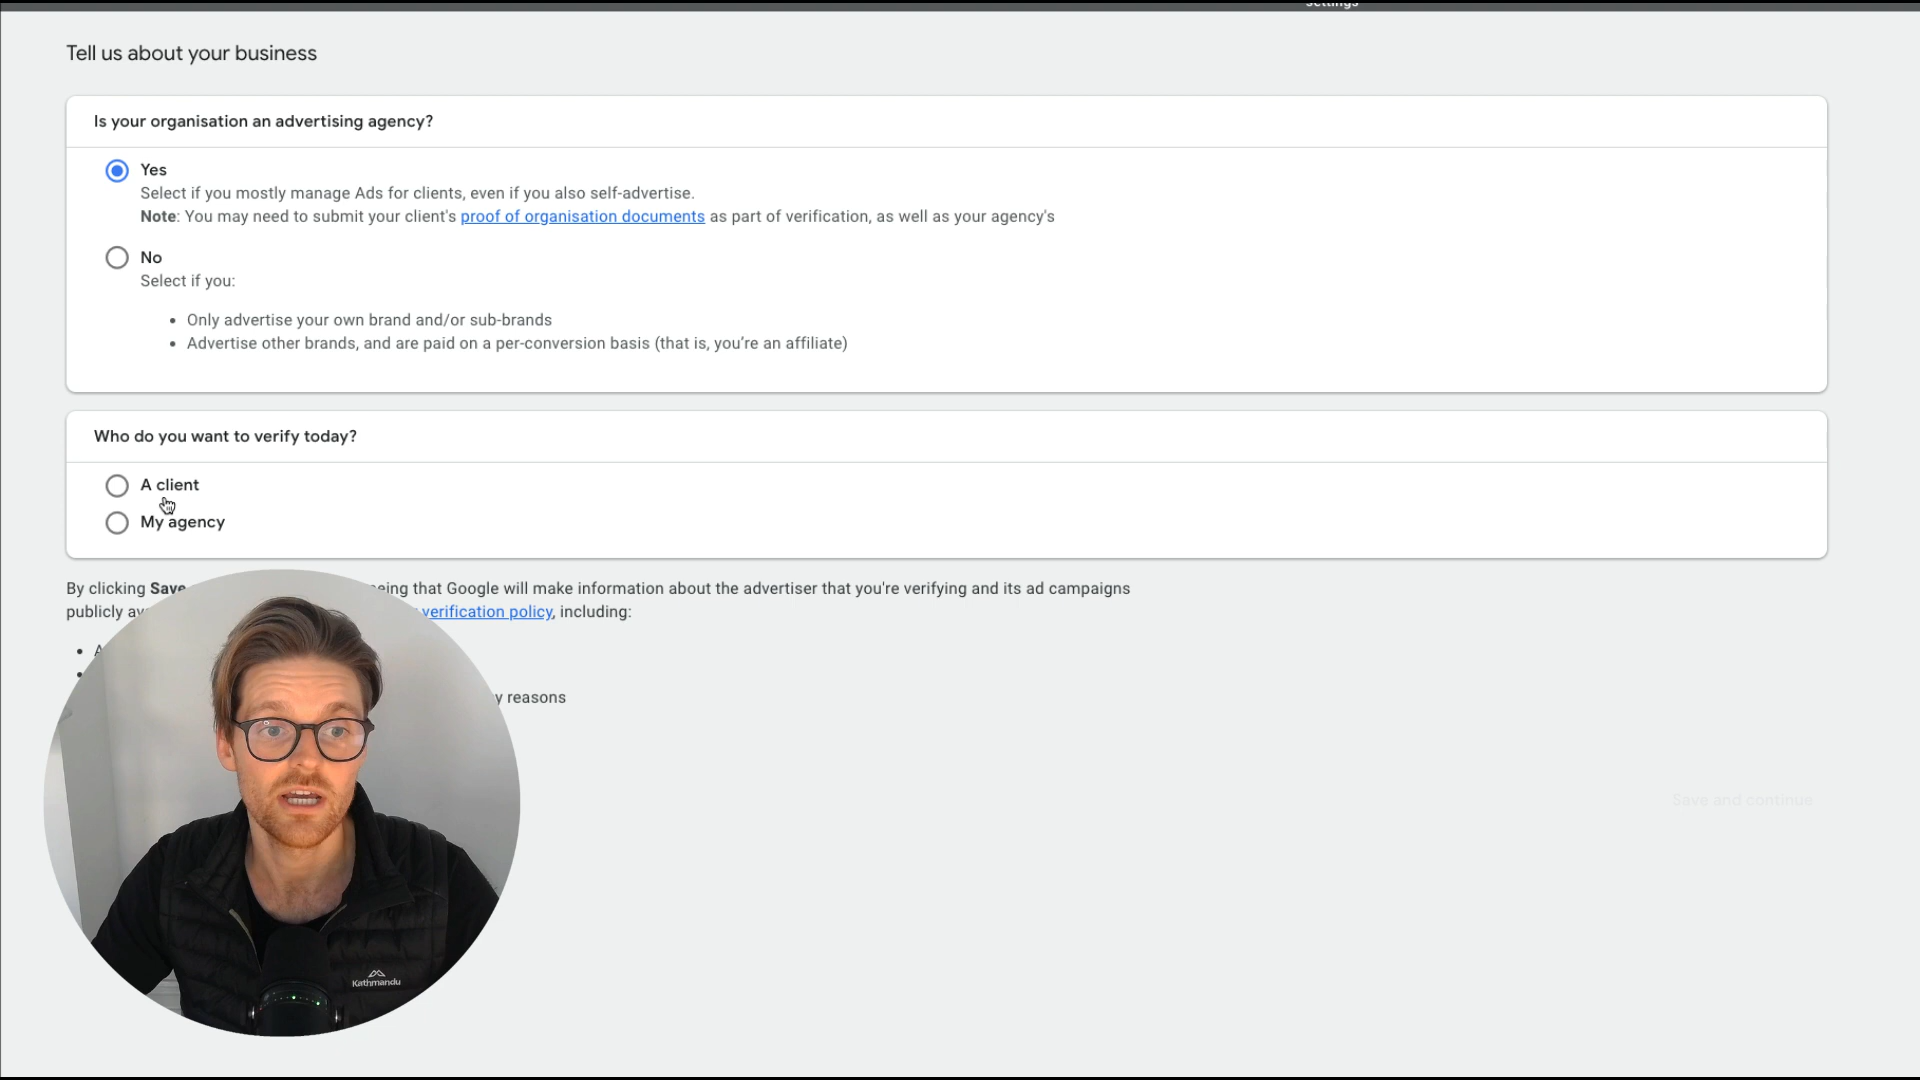 settings
Tell us about your business
Is your organisation an advertising agency?
Yes
Select if you mostly manage Ads for clients, even if you also self-advertise.
Note: You may need to submit your client's proof of organisation documents as part of verification, as well as your agency's
No
Select if you:
• Only advertise your own brand and/or sub-brands
• Advertise other brands, and are paid on a per-conversion basis (that is, you're an affiliate)
Who do you want to verify today?
A client
My agency
By clicking Save that Google will make information about the advertiser that you're verifying and its ad campaigns
publicly verification policy, including:
reasons
Save and continue
Kathmandu